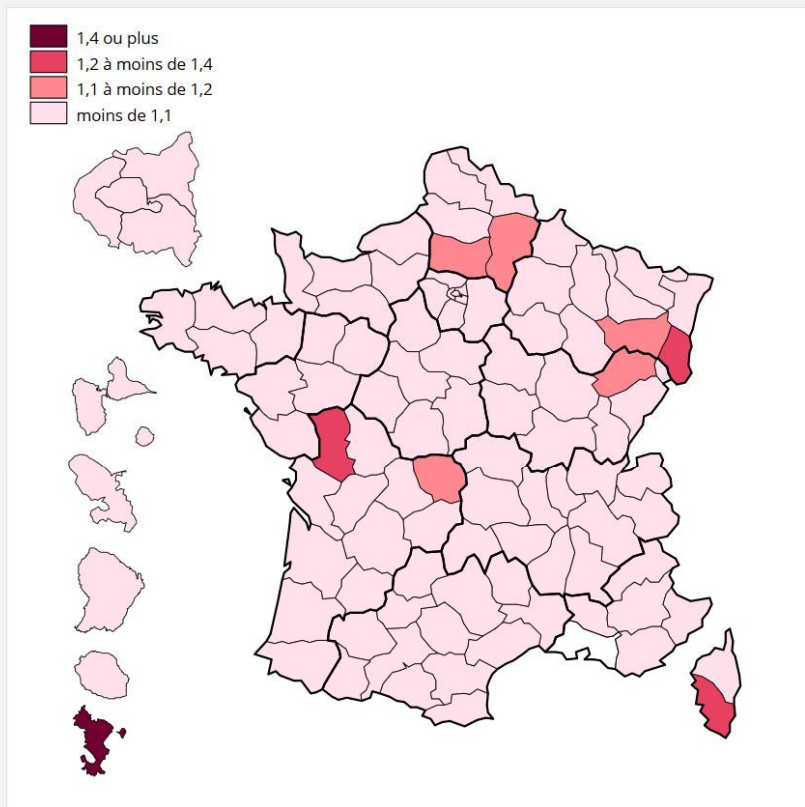 1,4 ou plus
1,2 à moins de 1,4
1,1 à moins de 1,2
moins de 1,1